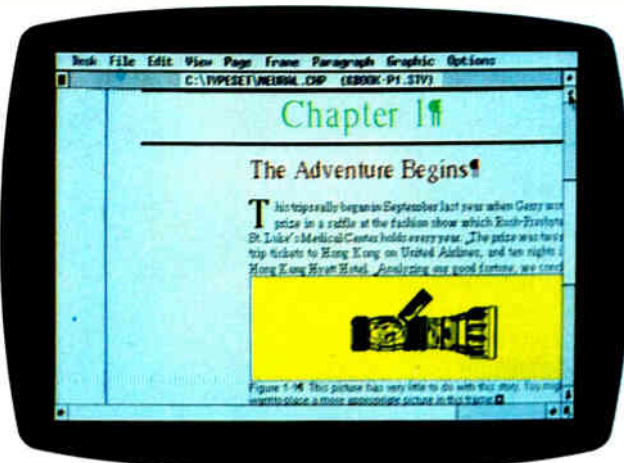 Desk File Edit View Page Frame Paragraph Graphic Options
C:\TYPESET\NEURAL.CHP (&BOOK-P1.STY)
Chapter 1¶
The Adventure Begins¶
This trip really began in September last year when Gerry won
prize in a raffle at the fashion show which Rush-Presbyte
St. Luke's Medical Center holds every year. The prize was two r
trip tickets to Hong Kong on United Airlines, and ten nights a
Hong Kong Hyatt Hotel. Analyzing our good fortune, we concl
Figure 1-1¶ This picture has very little to do with this story. You mig
want to place a more appropriate picture in this frame.